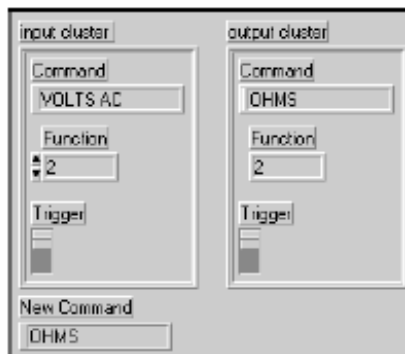 input cluster
Command
VOLTS AC
Function
2
Trigger
output cluster
Command
OHMS
Function
2
Trigger
New Command
OHMS